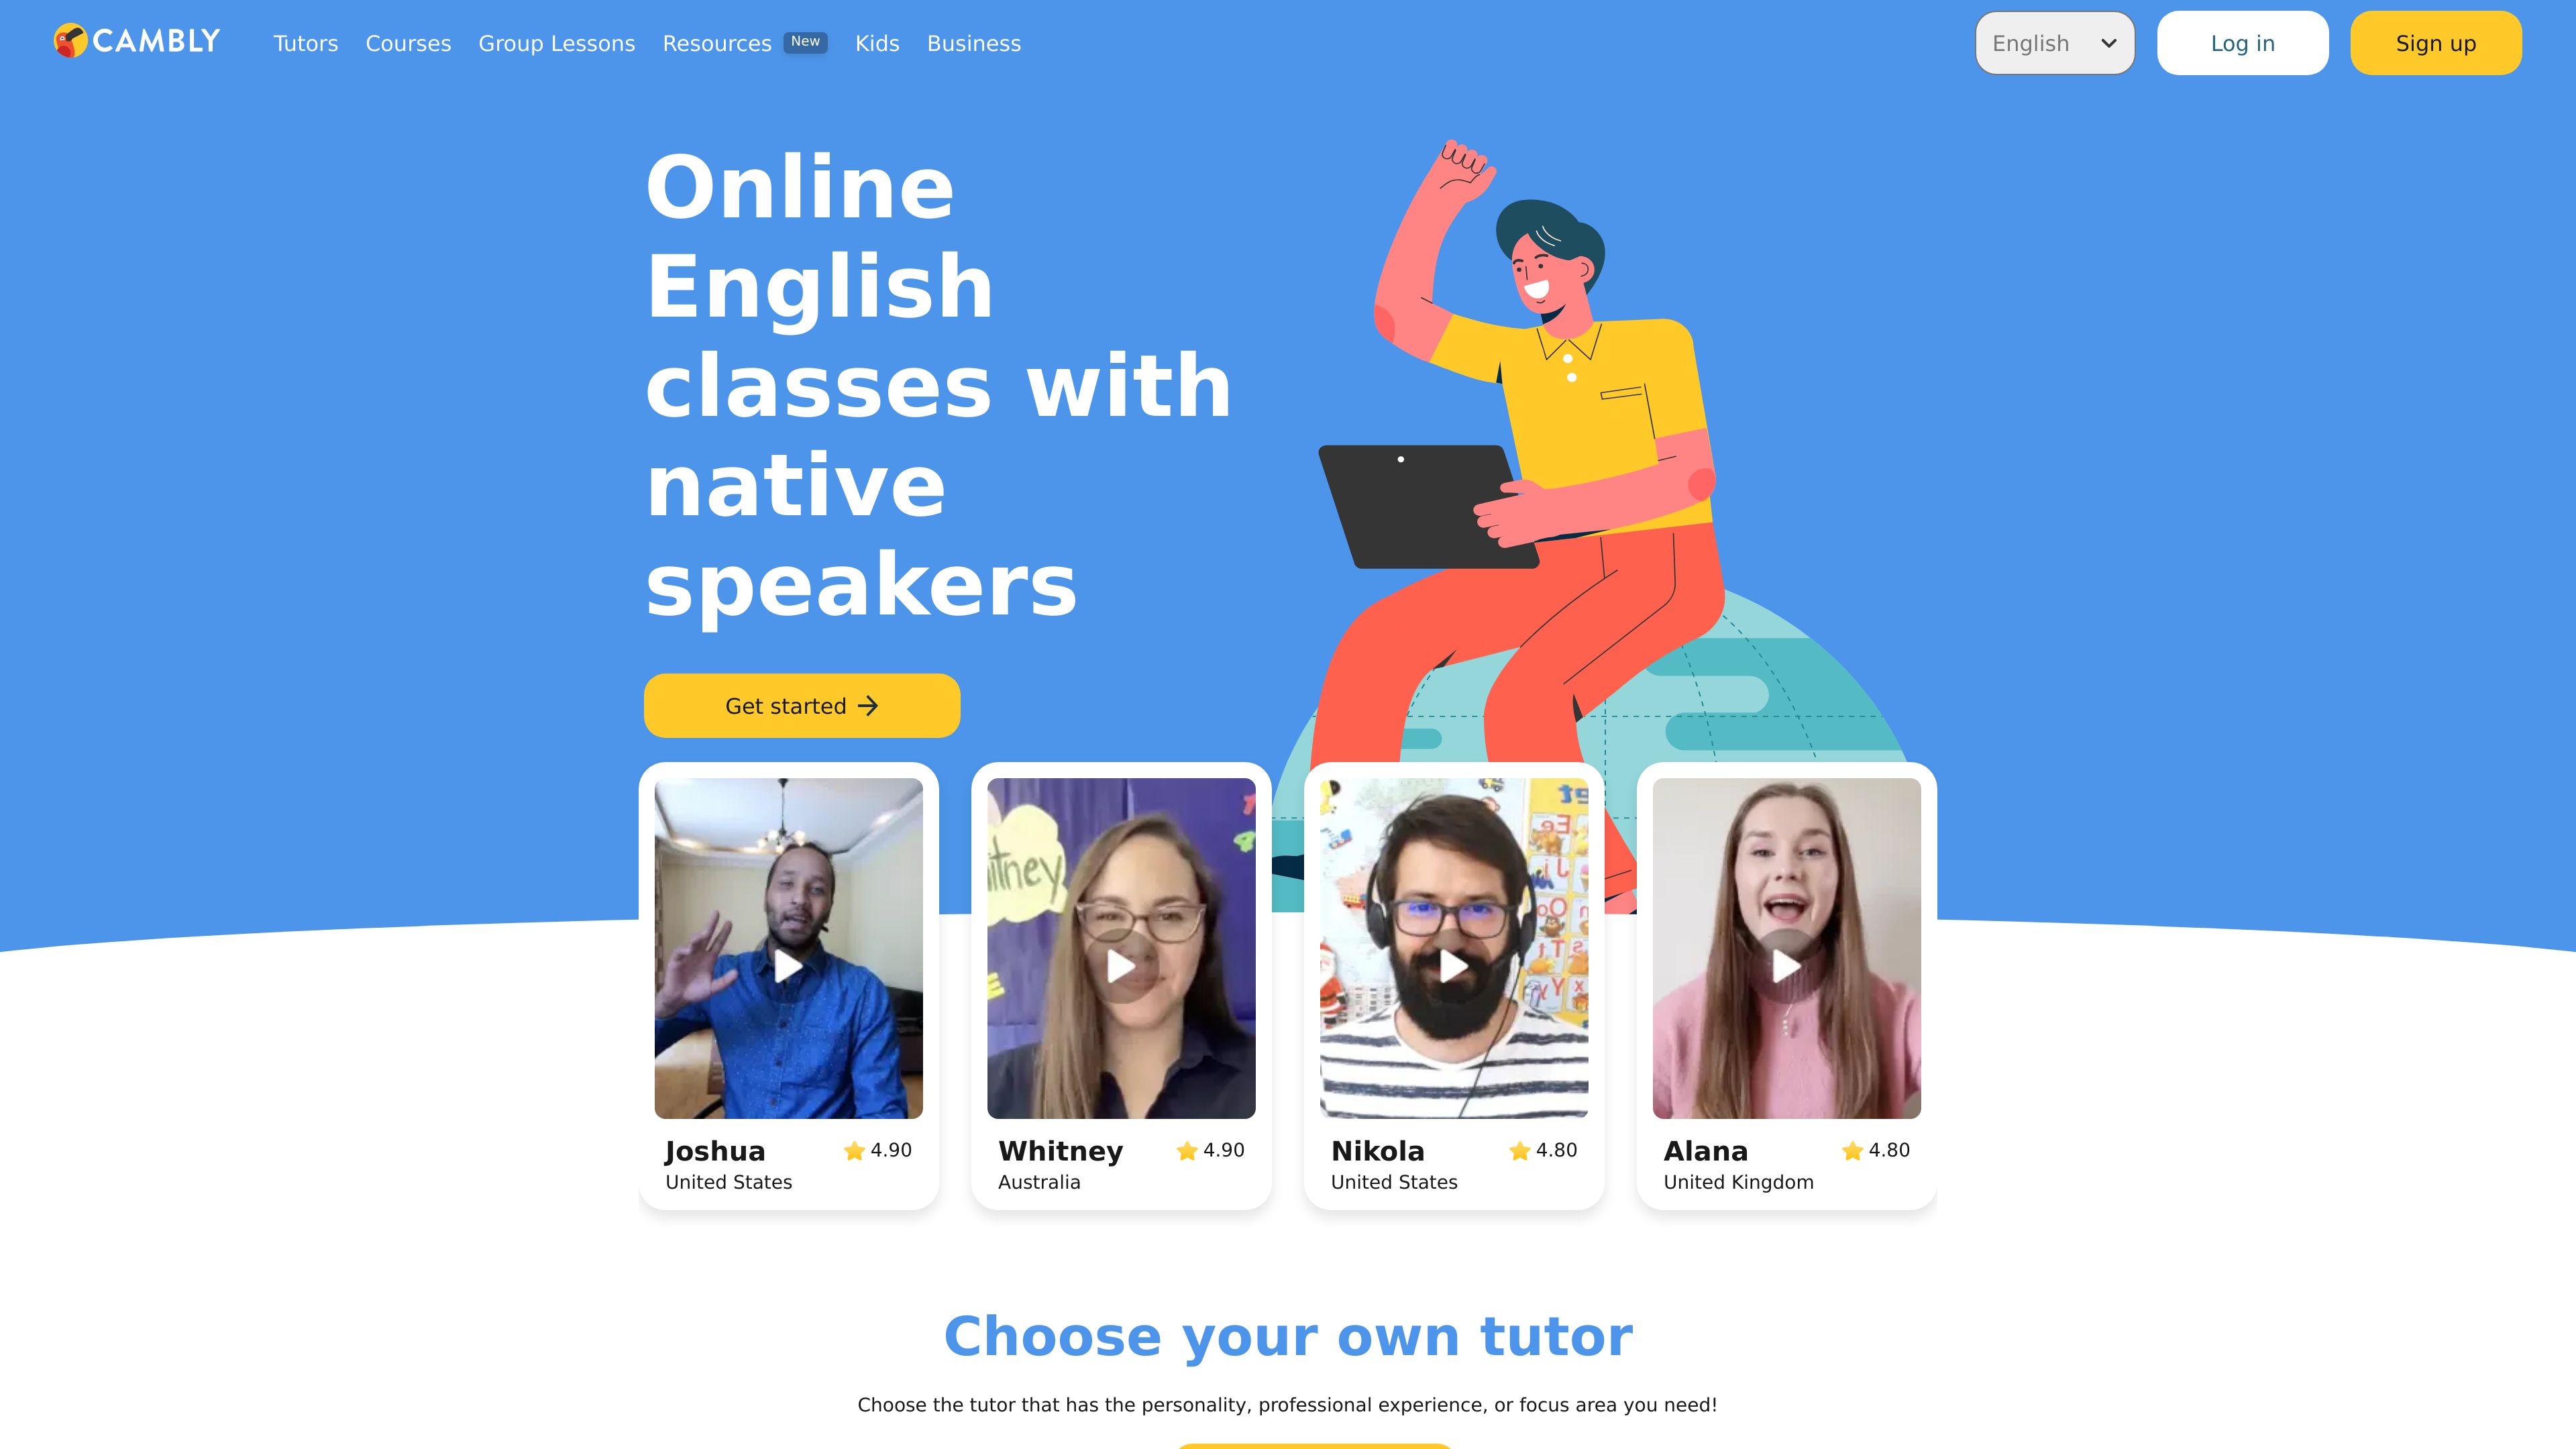 CAMBLY
Tutors Courses Group Lessons Resources New Kids Business English Log in Sign up
Online
English
classes with
native
speakers
Get started
Joshua 4.90
United States
Whitney 4.90
Australia
Nikola 4.80
United States
Alana 4.80
United Kingdom
Choose your own tutor
Choose the tutor that has the personality, professional experience, or focus area you need!